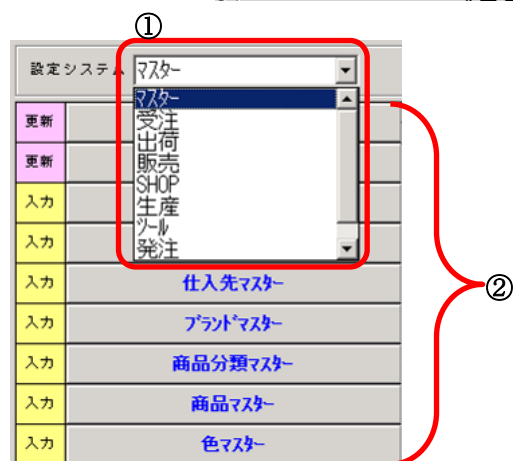 ①
設定システム ﾏｽﾀｰ
ﾏｽﾀｰ
受注
出荷
販売
SHOP
生産
ﾂｰﾙ
発注
更新
更新
入力
入力
入力 仕入先ﾏｽﾀｰ
入力 ﾌﾞﾗﾝﾄﾞﾏｽﾀｰ
入力 商品分類ﾏｽﾀｰ
入力 商品ﾏｽﾀｰ
入力 色ﾏｽﾀｰ
②